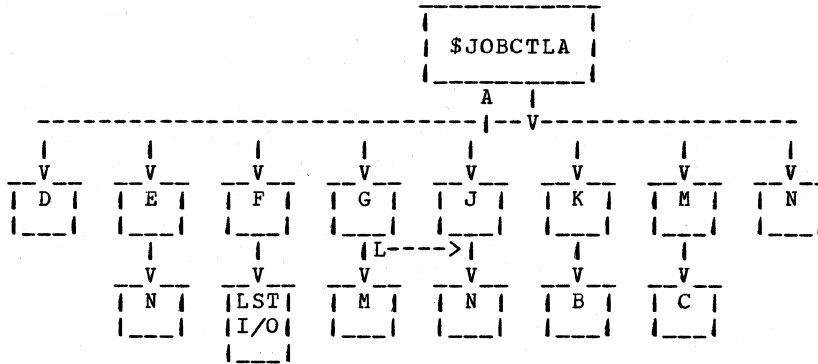 $JOBCTLA
A
V
V V V V V V V V
D E F G J K M N
L---->
V V V V V V
N LST M N B C
I/O